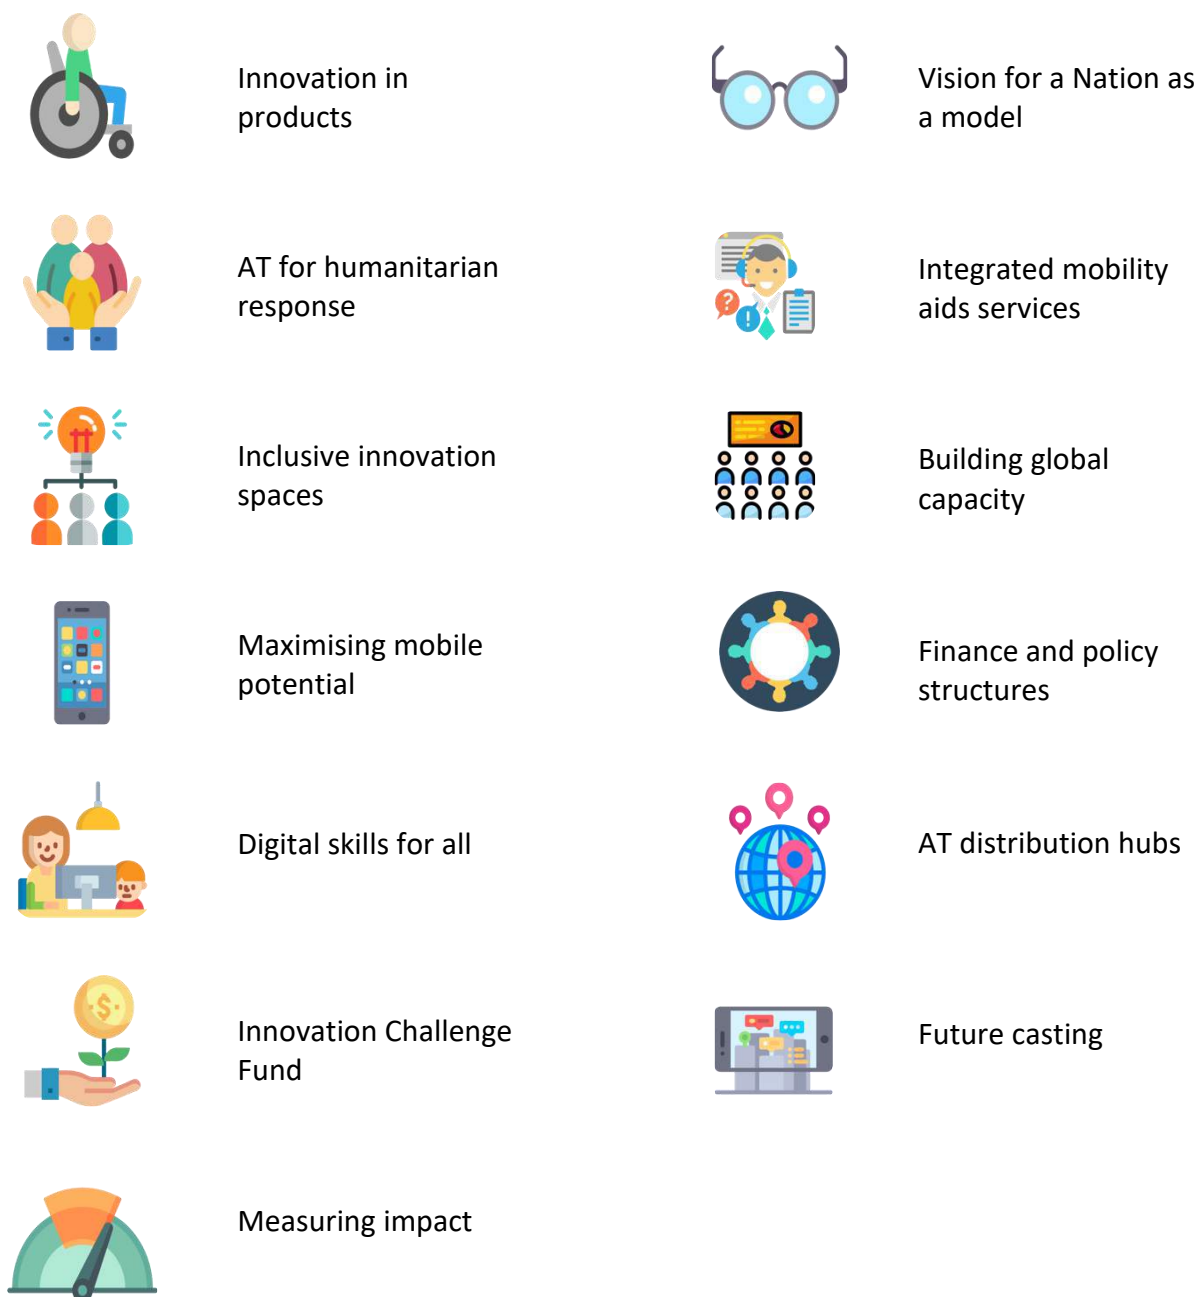 Innovation in
products
Vision for a Nation as
a model
AT for humanitarian
response
Integrated mobility
aids services
Inclusive innovation
spaces
Building global
capacity
Maximising mobile
potential
Finance and policy
structures
Digital skills for all
AT distribution hubs
Innovation Challenge
Fund
Future casting
Measuring impact